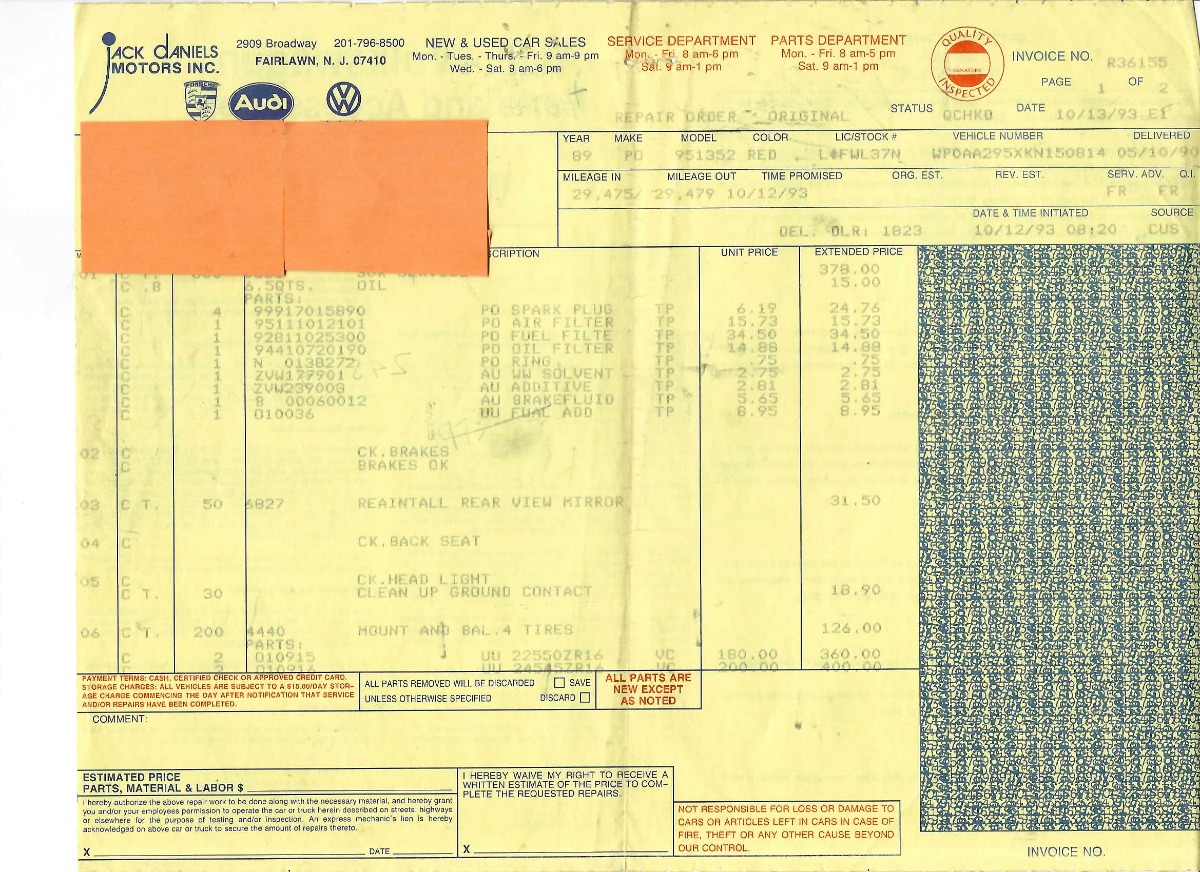 JACK DANIELS MOTORS INC.
2909 Broadway 201-796-8500
FAIRLAWN, N. J. 07410
PORSCHE
Audi
NEW & USED CAR SALES
Mon. - Tues. - Thurs. - Fri. 9 am-9 pm
Wed. - Sat. 9 am-6 pm
SERVICE DEPARTMENT
Mon. - Fri. 8 am-6 pm
Sat. 9 am-1 pm
PARTS DEPARTMENT
Mon. - Fri. 8 am-5 pm
Sat. 9 am-1 pm
QUALITY
SIGNATURE
INSPECTED
INVOICE NO. R36155
PAGE 1 OF 2
STATUS QCHKD DATE 10/13/93 E1
REPAIR ORDER - ORIGINAL
YEAR MAKE MODEL COLOR LIC/STOCK # VEHICLE NUMBER DELIVERED
89 PO 951352 RED L4FWL37N WPOAA295XKN150814 05/10/90
MILEAGE IN MILEAGE OUT TIME PROMISED ORG. EST. REV. EST. SERV. ADV. Q.I.
29,475/ 29,479 10/12/93 FR FR
DATE & TIME INITIATED SOURCE
DEL. DLR: 1823 10/12/93 08:20 CUS
CRIPTION UNIT PRICE EXTENDED PRICE
01 C T. 378.00
C .B 6.5QTS. OIL 15.00
PARTS:
C 4 99917015890 PO SPARK PLUG TP 6.19 24.76
C 1 95111012101 PO AIR FILTER TP 15.73 15.73
C 1 92811025300 PO FUEL FILTE TP 34.50 34.50
C 1 94410720190 PO OIL FILTER TP 14.88 14.88
C 1 N 0138272 PO RING TP .75 .75
C 1 ZVW177901 AU WW SOLVENT TP 2.75 2.75
C 1 ZVW239008 AU ADDITIVE TP 2.81 2.81
C 1 B 00060012 AU BRAKEFLUID TP 5.65 5.65
C 1 010036 UU FUAL ADD TP 8.95 8.95
02 C CK.BRAKES
C BRAKES OK
03 C T. 50 6827 REAINTALL REAR VIEW MIRROR 31.50
04 C CK.BACK SEAT
05 C CK.HEAD LIGHT
C T. 30 CLEAN UP GROUND CONTACT 18.90
06 C T. 200 4440 MOUNT AND BAL.4 TIRES 126.00
PARTS:
C 2 010915 UU 22550ZR16 VC 180.00 360.00
C 2 010916 UU 24545ZR16 VC 200.00 400.00
PAYMENT TERMS: CASH, CERTIFIED CHECK OR APPROVED CREDIT CARD.
STORAGE CHARGES: ALL VEHICLES ARE SUBJECT TO A $15.00/DAY STOR-
AGE CHARGE COMMENCING THE DAY AFTER NOTIFICATION THAT SERVICE
AND/OR REPAIRS HAVE BEEN COMPLETED.
ALL PARTS REMOVED WILL BE DISCARDED SAVE
UNLESS OTHERWISE SPECIFIED DISCARD
ALL PARTS ARE
NEW EXCEPT
AS NOTED
COMMENT:
ESTIMATED PRICE
PARTS, MATERIAL & LABOR $
I hereby authorize the above repair work to be done along with the necessary material, and hereby grant
you and/or your employees permission to operate the car or truck herein described on streets, highways
or elsewhere for the purpose of testing and/or inspection. An express mechanic's lien is hereby
acknowledged on above car or truck to secure the amount of repairs thereto.
X DATE
I HEREBY WAIVE MY RIGHT TO RECEIVE A
WRITTEN ESTIMATE OF THE PRICE TO COM-
PLETE THE REQUESTED REPAIRS.
X
NOT RESPONSIBLE FOR LOSS OR DAMAGE TO
CARS OR ARTICLES LEFT IN CARS IN CASE OF
FIRE, THEFT OR ANY OTHER CAUSE BEYOND
OUR CONTROL.
INVOICE NO.